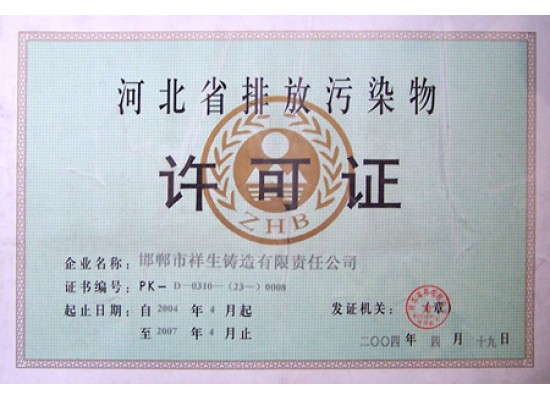 河北省排放污染物
许可证
ZHB
企业名称：邯郸市祥生铸造有限责任公司
证书编号：PK-D-0310-(23-)0008
起止日期：自2004年4月起
至2007年4月止
发证机关：（章）
二〇〇四年 四月 十九日